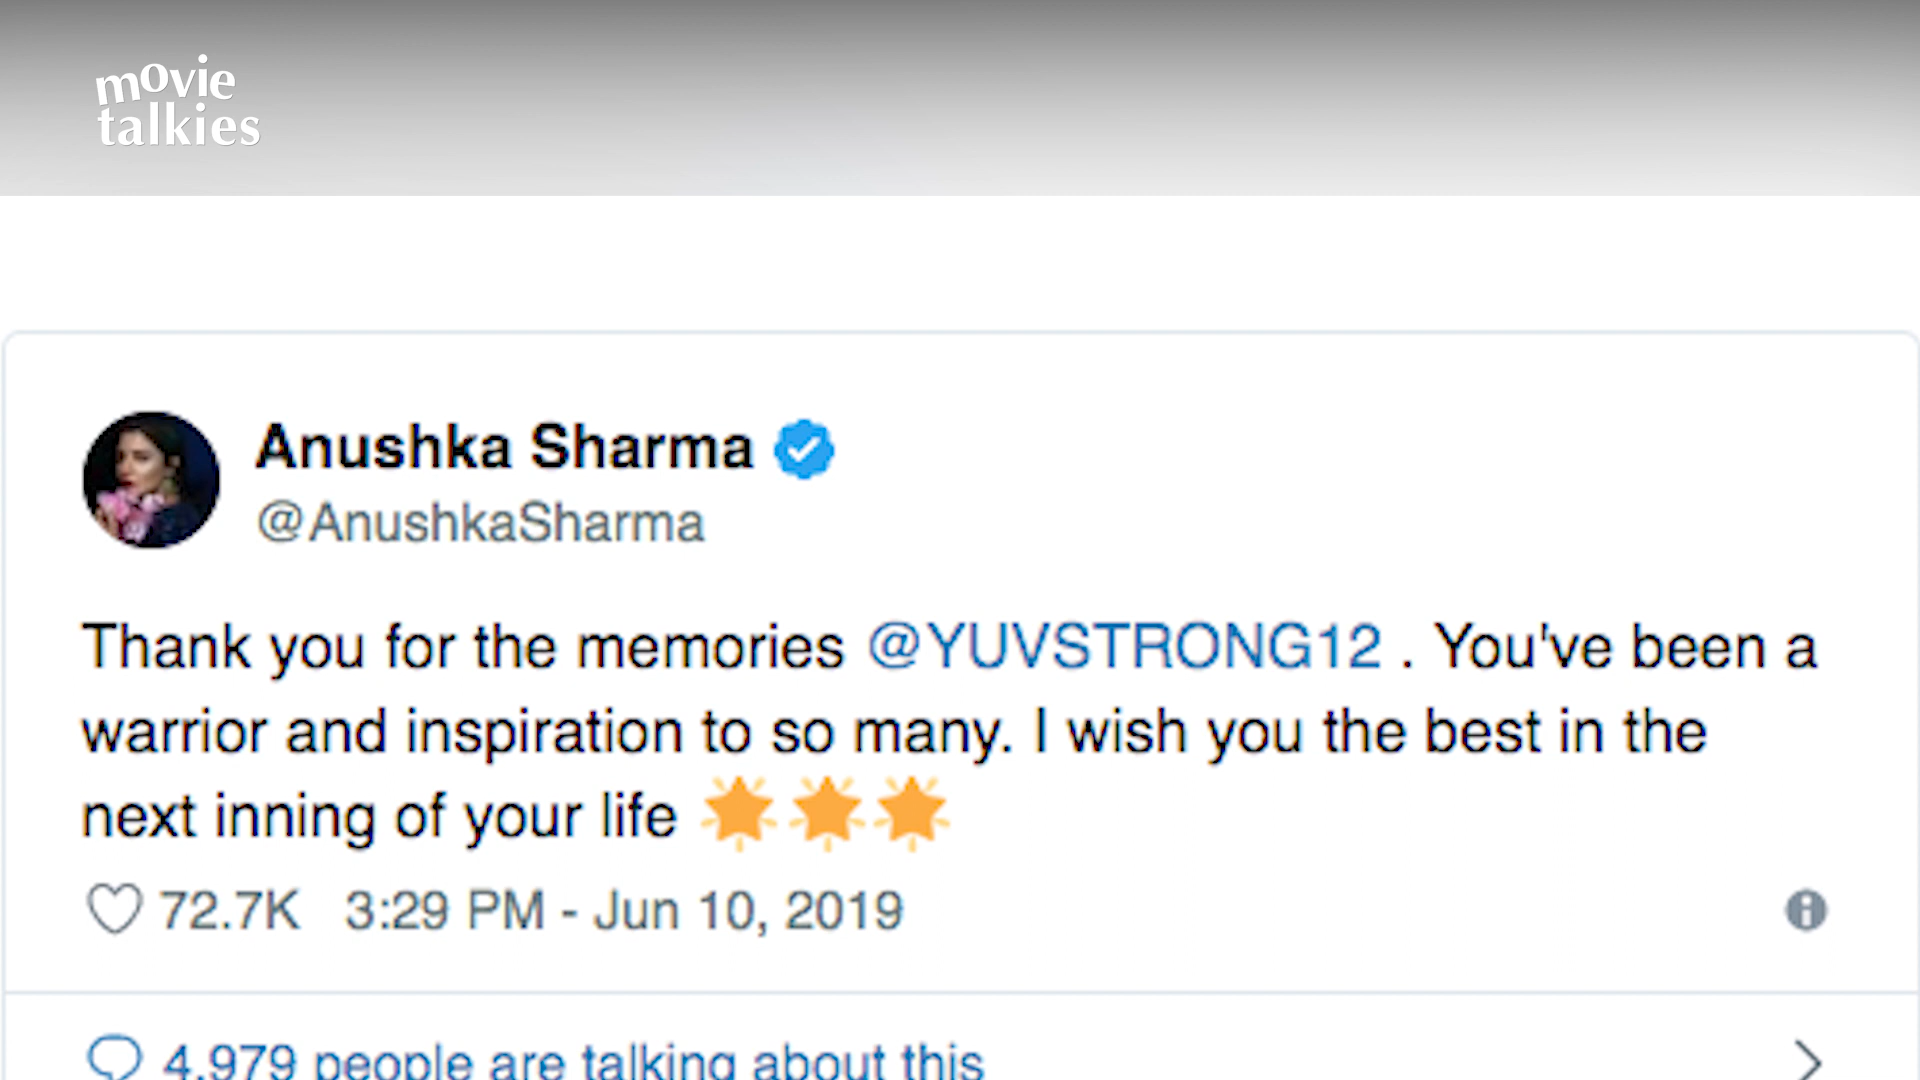 movie
talkies
Anushka Sharma
@AnushkaSharma
Thank you for the memories @YUVSTRONG12 . You've been a
warrior and inspiration to so many. I wish you the best in the
next inning of your life 🌟🌟🌟
72.7K 3:29 PM - Jun 10, 2019
4,979 people are talking about this